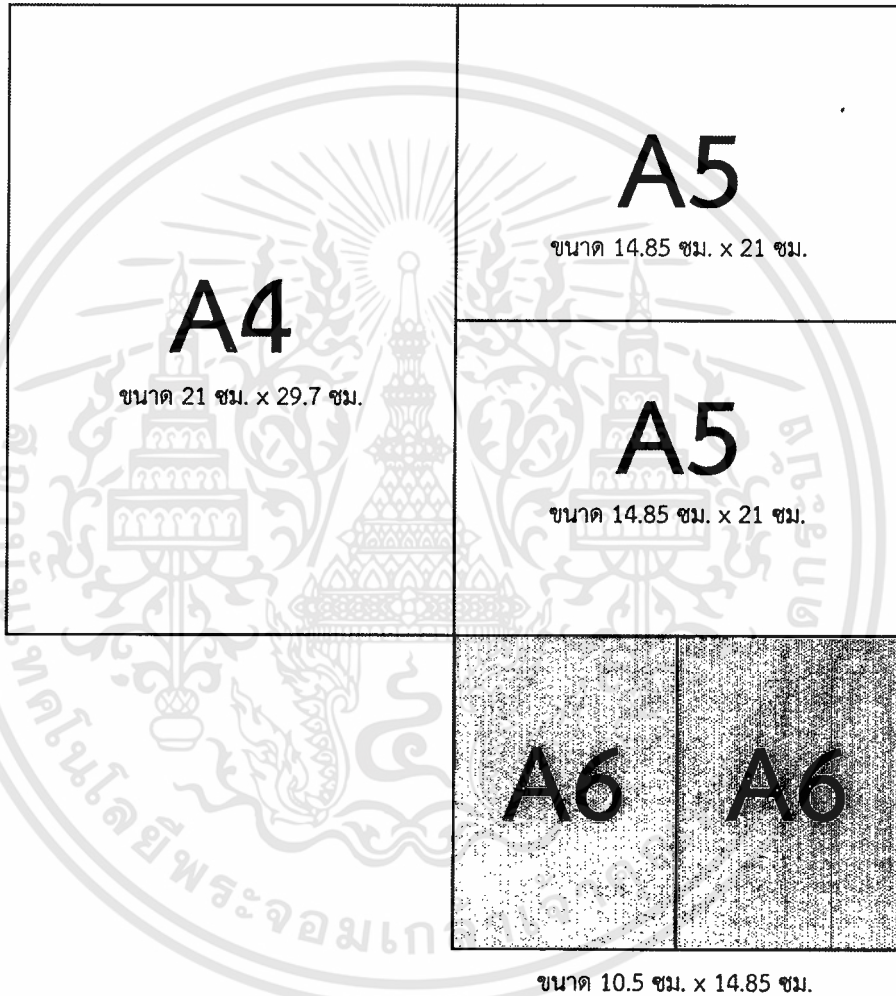 A4
ขนาด 21 ซม. x 29.7 ซม.
A5
ขนาด 14.85 ซม. x 21 ซม.
A5
ขนาด 14.85 ซม. x 21 ซม.
A6 A6
ขนาด 10.5 ซม. x 14.85 ซม.